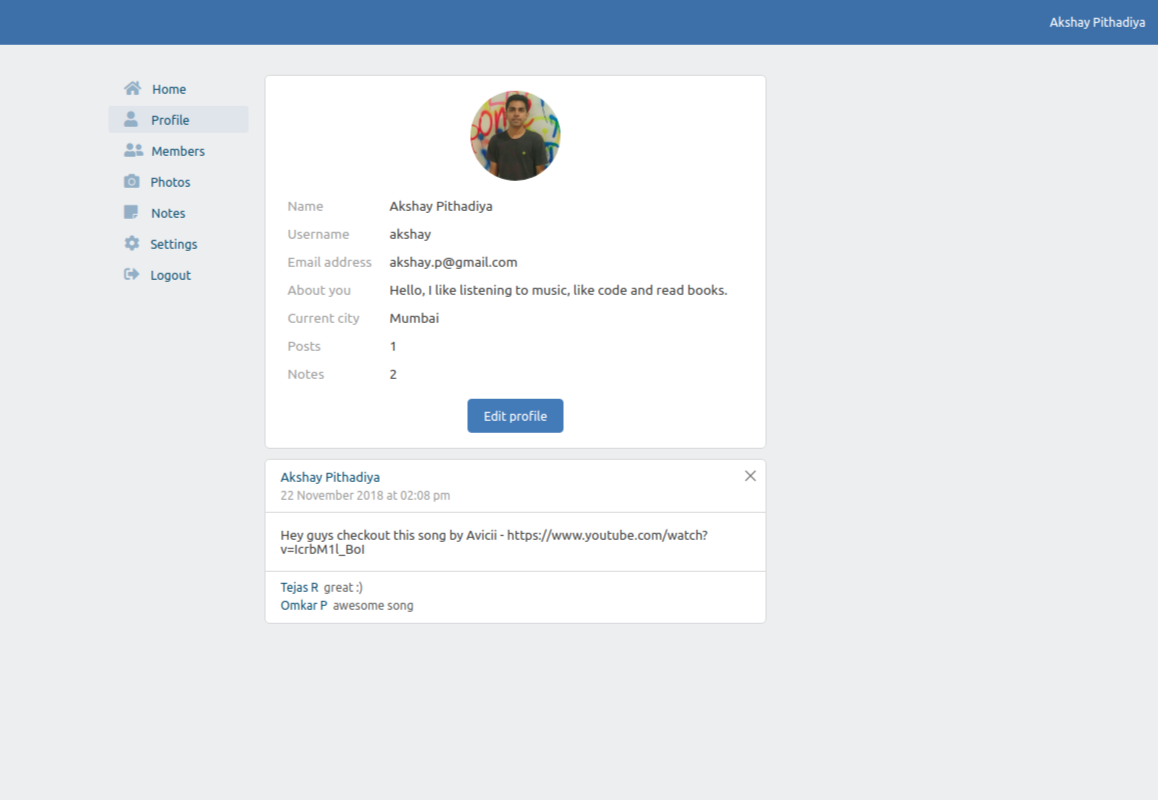 Akshay Pithadiya
Home
Profile
Members
Photos
Notes
Settings
Logout
Name Akshay Pithadiya
Username akshay
Email address akshay.p@gmail.com
About you Hello, I like listening to music, like code and read books.
Current city Mumbai
Posts 1
Notes 2
Edit profile
Akshay Pithadiya
22 November 2018 at 02:08 pm
Hey guys checkout this song by Avicii - https://www.youtube.com/watch?
v=IcrbM1l_BoI
Tejas R great :)
Omkar P awesome song